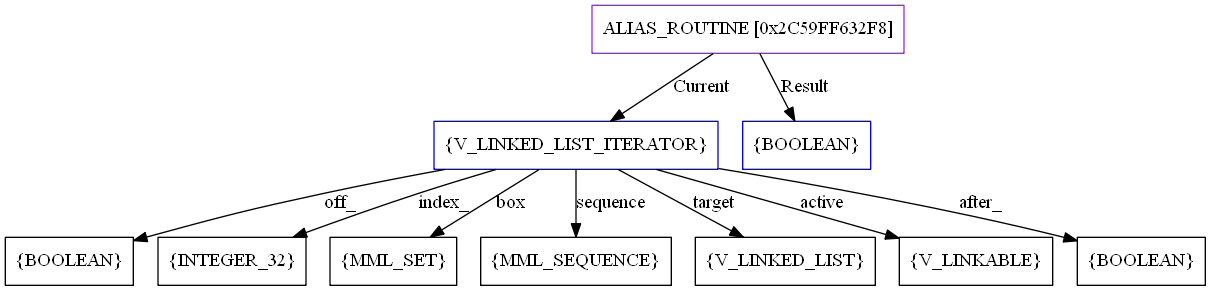 ALIAS_ROUTINE [0x2C59FF632F8]
Current
Result
{V_LINKED_LIST_ITERATOR}
{BOOLEAN}
off_
index_
box
sequence
target
active
after_
{BOOLEAN}
{INTEGER_32}
{MML_SET}
{MML_SEQUENCE}
{V_LINKED_LIST}
{V_LINKABLE}
{BOOLEAN}